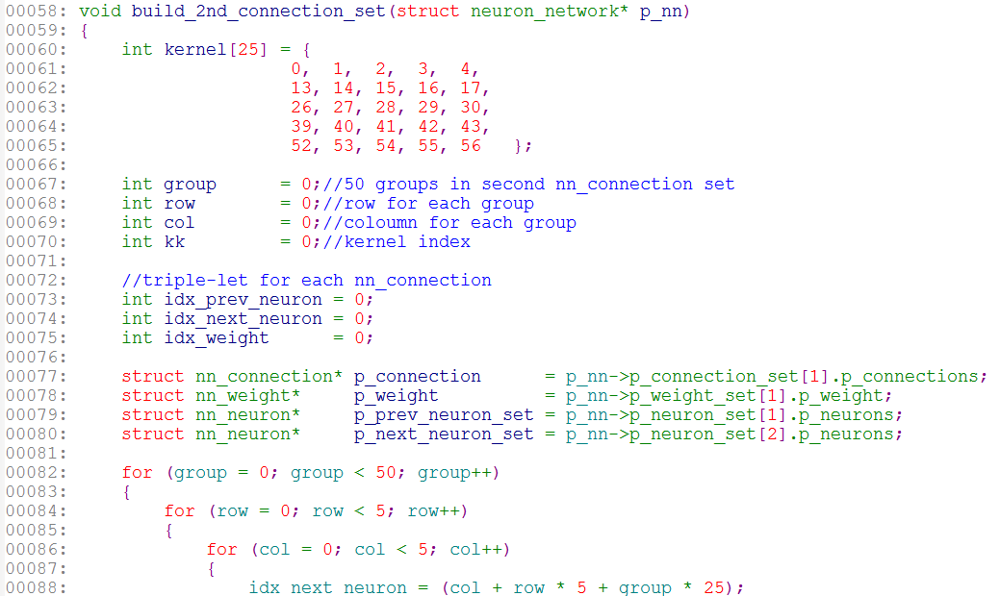 00058: void build_2nd_connection_set(struct neuron_network* p_nn)
00059: {
00060:     int kernel[25] = {
00061:                     0,  1,  2,  3,  4,
00062:                     13, 14, 15, 16, 17,
00063:                     26, 27, 28, 29, 30,
00064:                     39, 40, 41, 42, 43,
00065:                     52, 53, 54, 55, 56   };
00066:
00067:     int group      = 0;//50 groups in second nn_connection set
00068:     int row        = 0;//row for each group
00069:     int col        = 0;//coloumn for each group
00070:     int kk         = 0;//kernel index
00071:
00072:     //triple-let for each nn_connection
00073:     int idx_prev_neuron = 0;
00074:     int idx_next_neuron = 0;
00075:     int idx_weight      = 0;
00076:
00077:     struct nn_connection* p_connection      = p_nn->p_connection_set[1].p_connections;
00078:     struct nn_weight*     p_weight          = p_nn->p_weight_set[1].p_weight;
00079:     struct nn_neuron*     p_prev_neuron_set = p_nn->p_neuron_set[1].p_neurons;
00080:     struct nn_neuron*     p_next_neuron_set = p_nn->p_neuron_set[2].p_neurons;
00081:
00082:     for (group = 0; group < 50; group++)
00083:     {
00084:         for (row = 0; row < 5; row++)
00085:         {
00086:             for (col = 0; col < 5; col++)
00087:             {
00088:                 idx_next_neuron = (col + row * 5 + group * 25);